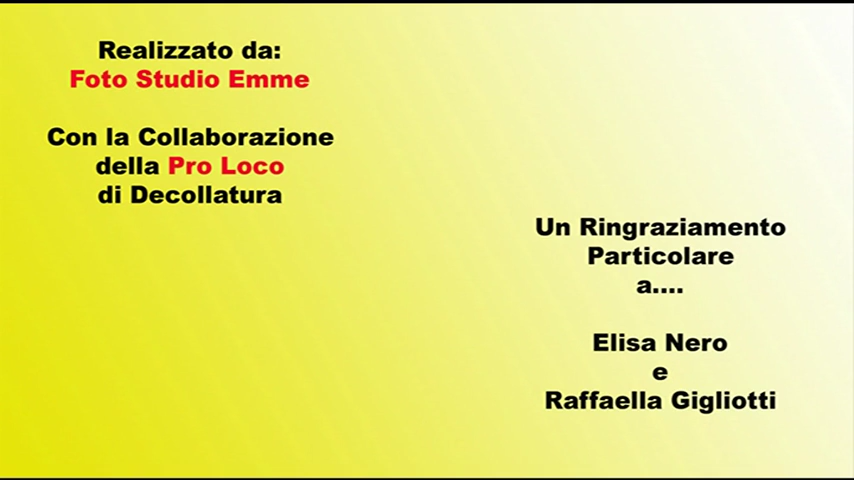 Realizzato da:
Foto Studio Emme
Con la Collaborazione
della Pro Loco
di Decollatura
Un Ringraziamento
Particolare
a....
Elisa Nero
e
Raffaella Gigliotti